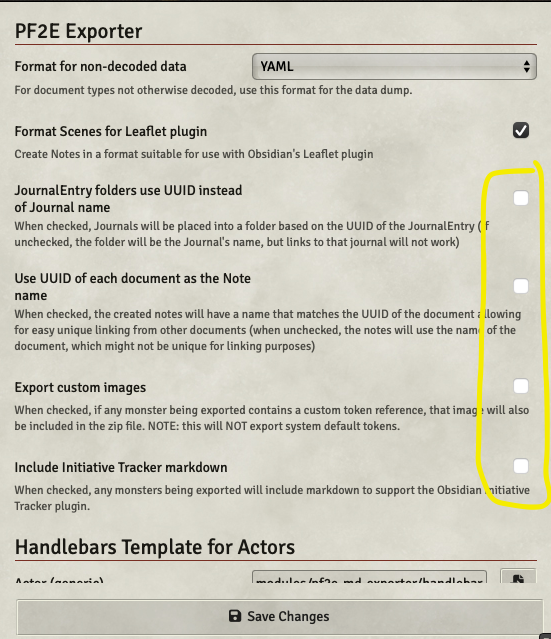 PF2E Exporter
Format for non-decoded data
YAML
For document types not otherwise decoded, use this format for the data dump.
Format Scenes for Leaflet plugin
Create Notes in a format suitable for use with Obsidian's Leaflet plugin
JournalEntry folders use UUID instead
of Journal name
When checked, Journals will be placed into a folder based on the UUID of the JournalEntry (if
unchecked, the folder will be the Journal's name, but links to that journal will not work)
Use UUID of each document as the Note
name
When checked, the created notes will have a name that matches the UUID of the document allowing
for easy unique linking from other documents (when unchecked, the notes will use the name of the
document, which might not be unique for linking purposes)
Export custom images
When checked, if any monster being exported contains a custom token reference, that image will also
be included in the zip file. NOTE: this will NOT export system default tokens.
Include Initiative Tracker markdown
When checked, any monsters being exported will include markdown to support the Obsidian Initiative
Tracker plugin.
Handlebars Template for Actors
Actor (generic)
modules/pf2e-md-exporter/handlebar
Save Changes